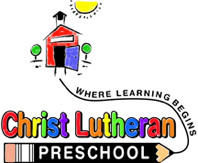 WHERE LEARNING BEGINS
Christ Lutheran
PRESCHOOL